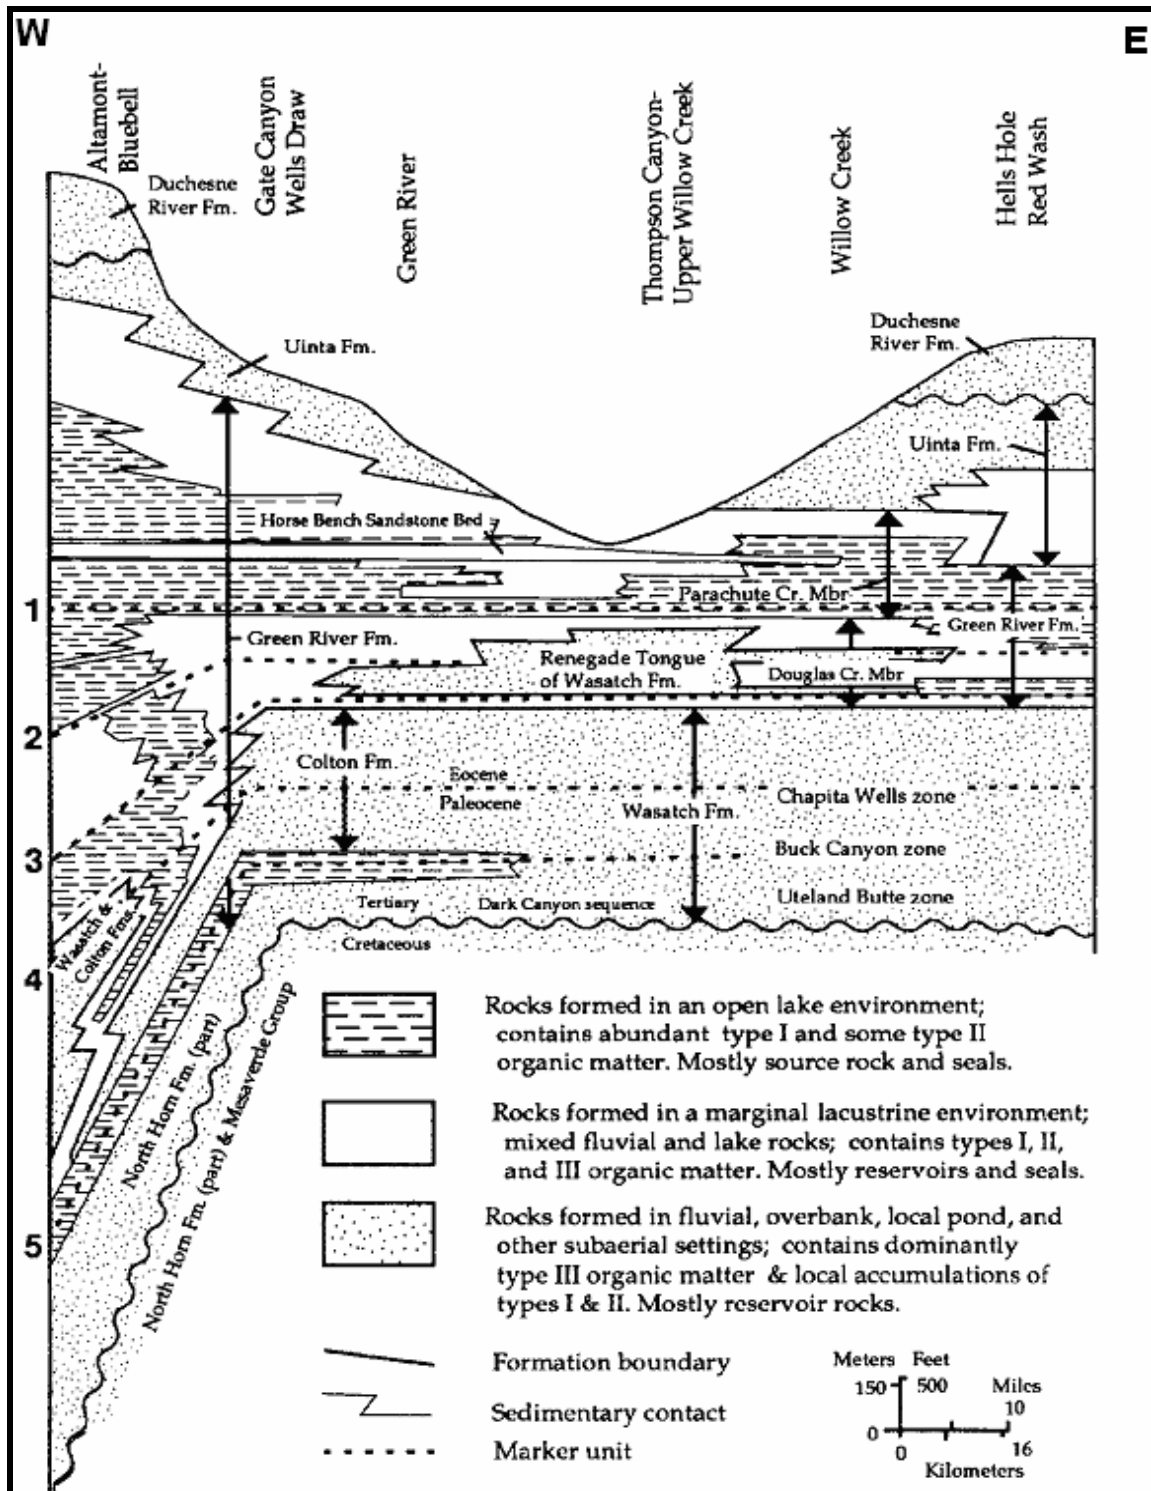 W
E
Altamont-
Bluebell
Gate Canyon
Wells Draw
Green River
Thompson Canyon-
Upper Willow Creek
Willow Creek
Hells Hole
Red Wash
Duchesne
River Fm.
Uinta Fm.
Duchesne
River Fm.
Uinta Fm.
Horse Bench Sandstone Bed
1
Parachute Cr. Mbr
Green River Fm.
Green River Fm.
Renegade Tongue
of Wasatch Fm.
Douglas Cr. Mbr
2
Colton Fm.
Eocene
Paleocene
Wasatch Fm.
Chapita Wells zone
3
Buck Canyon zone
Tertiary
Dark Canyon sequence
Uteland Butte zone
Wasatch &
Colton Fms.
Cretaceous
4
North Horn Fm. (part)
North Horn Fm. (part) & Mesaverde Group
5
Rocks formed in an open lake environment;
contains abundant type I and some type II
organic matter. Mostly source rock and seals.
Rocks formed in a marginal lacustrine environment;
mixed fluvial and lake rocks; contains types I, II,
and III organic matter. Mostly reservoirs and seals.
Rocks formed in fluvial, overbank, local pond, and
other subaerial settings; contains dominantly
type III organic matter & local accumulations of
types I & II. Mostly reservoir rocks.
Formation boundary
Sedimentary contact
Marker unit
Meters Feet
150 500 Miles
10
0
0 16
Kilometers